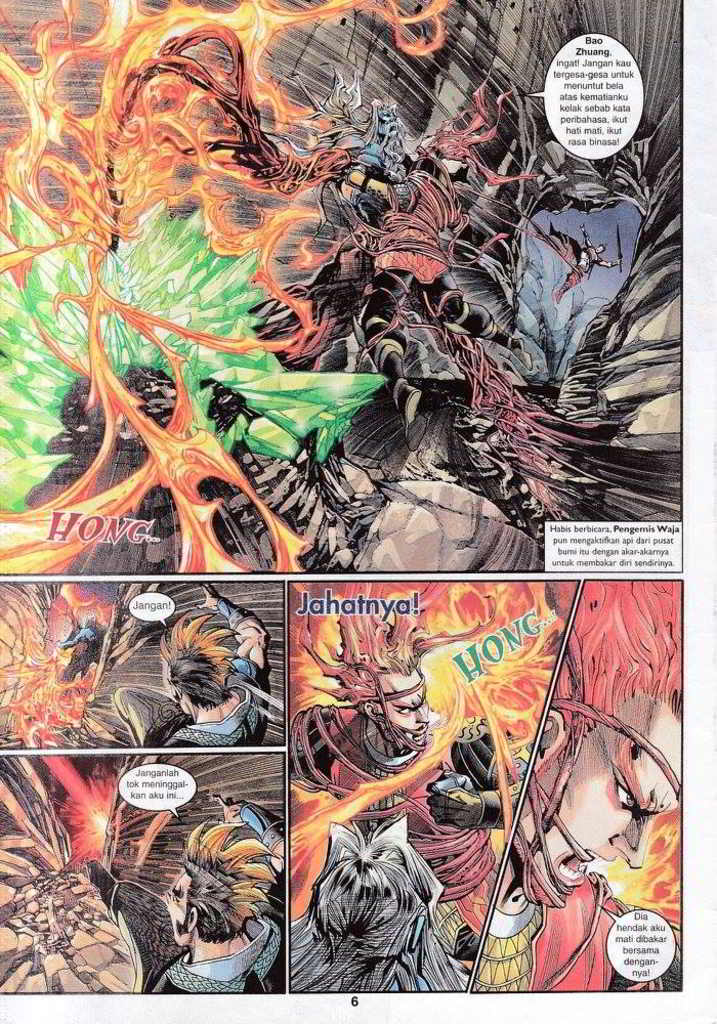 Bao
Zhuang,
ingat! Jangan kau
tergesa-gesa untuk
menuntut bela
atas kematianku
kelak sebab kata
peribahasa, ikut
hati mati, ikut
rasa binasa!
HONG...
Habis berbicara, Pengemis Waja
pun mengaktifkan api dari pusat
bumi itu dengan akar-akarnya
untuk membakar diri sendirinya.
Jangan!
Janganlah
tok meninggal-
kan aku ini...
Jahatnya!
HONG...
Dia
hendak aku
mati dibakar
bersama
dengan-
nya!
6